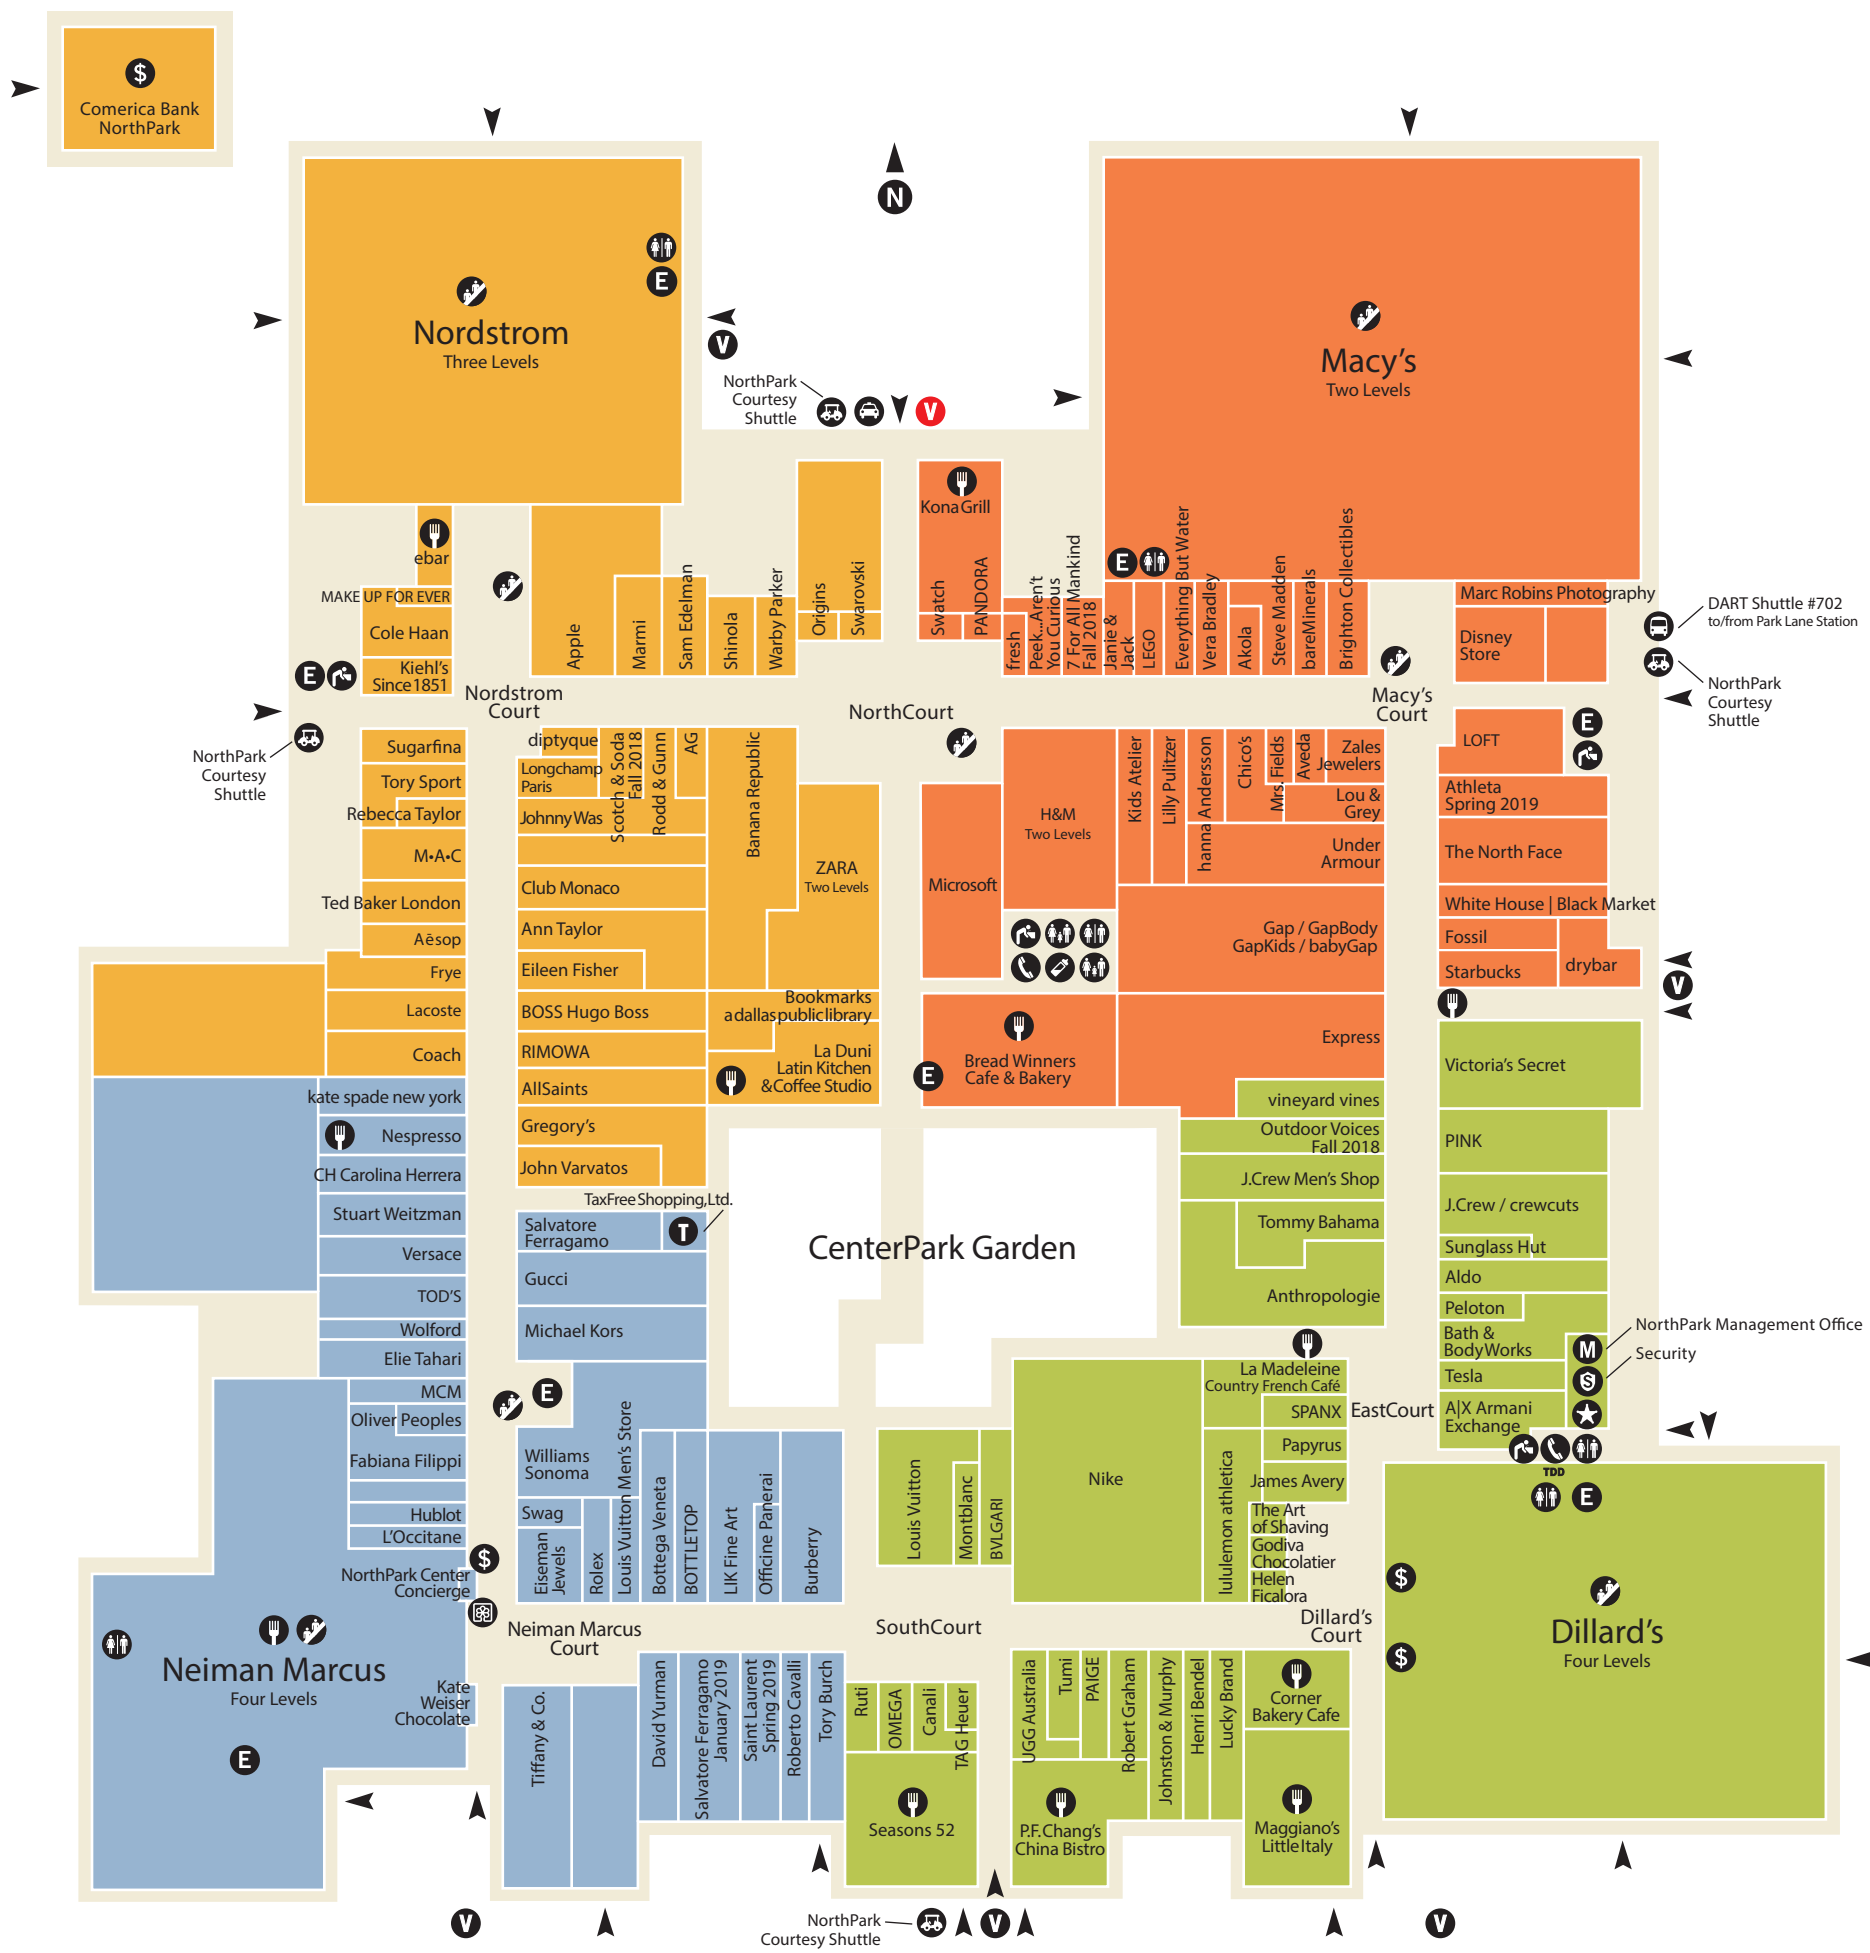 $
Comerica Bank
NorthPark
N
E
Nordstrom
Three Levels
V
NorthPark
Courtesy
Shuttle
V
Macy's
Two Levels
E
DART Shuttle #702
to/from Park Lane Station
NorthPark
Courtesy
Shuttle
ebar
MAKE UP FOR EVER
Cole Haan
Kiehl's
Since 1851
E
Apple
Marmi
Sam Edelman
Shinola
Warby Parker
Origins
Swarovski
Kona Grill
Swatch
PANDORA
fresh
Peek...Aren't
You Curious
7 For All Mankind
Fall 2018
Janie &
Jack
LEGO
Everything But Water
Vera Bradley
Akola
Steve Madden
bareMinerals
Brighton Collectibles
Marc Robins Photography
Disney
Store
Nordstrom
Court
NorthCourt
Macy's
Court
NorthPark
Courtesy
Shuttle
Sugarfina
Tory Sport
Rebecca Taylor
M•A•C
Ted Baker London
Aēsop
Frye
Lacoste
Coach
diptyque
Longchamp
Paris
Scotch & Soda
Fall 2018
Rodd & Gunn
AG
Johnny Was
Club Monaco
Ann Taylor
Eileen Fisher
BOSS Hugo Boss
RIMOWA
AllSaints
Gregory's
John Varvatos
Banana Republic
ZARA
Two Levels
Bookmarks
a dallas public library
La Duni
Latin Kitchen
& Coffee Studio
Microsoft
H&M
Two Levels
Kids Atelier
Lilly Pulitzer
hanna Andersson
Chico's
Mrs. Fields
Aveda
Zales
Jewelers
Lou &
Grey
Under
Armour
Gap / GapBody
GapKids / babyGap
Bread Winners
Cafe & Bakery
E
Express
LOFT
E
Athleta
Spring 2019
The North Face
White House | Black Market
Fossil
Starbucks
drybar
V
Victoria's Secret
PINK
J.Crew / crewcuts
Sunglass Hut
Aldo
Peloton
Bath &
BodyWorks
Tesla
A|X Armani
Exchange
M
NorthPark Management Office
S
Security
TDD
E
vineyard vines
Outdoor Voices
Fall 2018
J.Crew Men's Shop
Tommy Bahama
Anthropologie
CenterPark Garden
kate spade new york
Nespresso
CH Carolina Herrera
Stuart Weitzman
Versace
TOD'S
Wolford
Elie Tahari
MCM
Oliver Peoples
Fabiana Filippi
Hublot
L'Occitane
TaxFree Shopping, Ltd.
T
Salvatore
Ferragamo
Gucci
Michael Kors
E
Williams
Sonoma
Swag
Eiseman
Jewels
Rolex
Louis Vuitton Men's Store
Bottega Veneta
BOTTLETOP
LIK Fine Art
Officine Panerai
Burberry
Louis Vuitton
Montblanc
BVLGARI
Nike
La Madeleine
Country French Café
SPANX
Papyrus
James Avery
lululemon athletica
The Art
of Shaving
Godiva
Chocolatier
Helen
Ficalora
EastCourt
$
NorthPark Center
Concierge
Neiman Marcus
Four Levels
Kate
Weiser
Chocolate
E
Neiman Marcus
Court
SouthCourt
Dillard's
Court
$
$
Dillard's
Four Levels
Tiffany & Co.
David Yurman
Salvatore Ferragamo
January 2019
Saint Laurent
Spring 2019
Roberto Cavalli
Tory Burch
Ruti
OMEGA
Canali
TAG Heuer
Seasons 52
UGG Australia
Tumi
PAIGE
Robert Graham
Johnston & Murphy
Henri Bendel
Lucky Brand
P.F. Chang's
China Bistro
Corner
Bakery Cafe
Maggiano's
Little Italy
V
NorthPark
Courtesy Shuttle
V
V